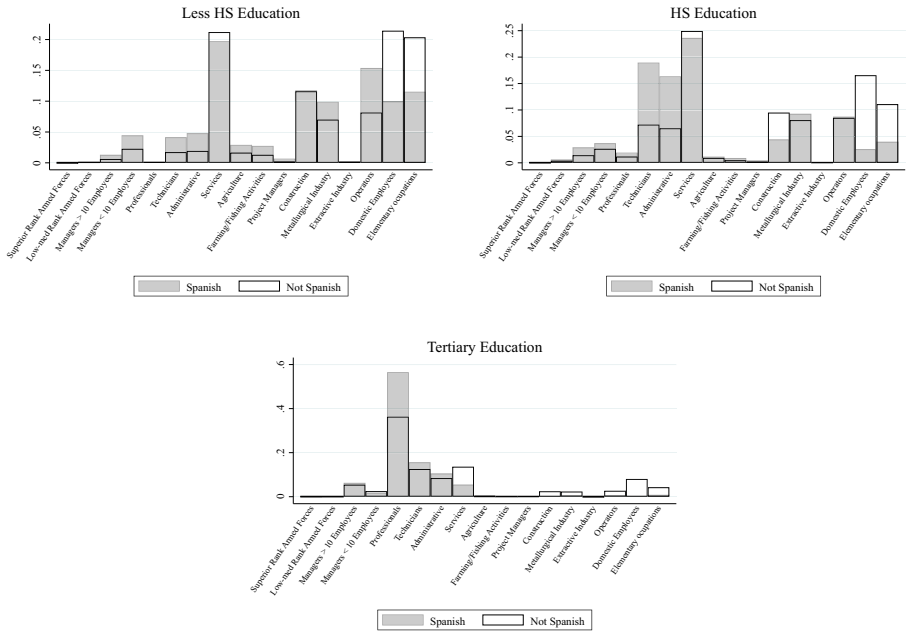 Less HS Education
.2
.15
.1
.05
0
Superior Rank Armed Forces
Low-med Rank Armed Forces
Managers > 10 Employees
Managers < 10 Employees
Professionals
Technicians
Administrative
Services
Agriculture
Farming/Fishing Activities
Project Managers
Construction
Metallurgical Industry
Extractive Industry
Operators
Domestic Employees
Elementary ocupations
Spanish Not Spanish
HS Education
.25
.2
.15
.1
.05
0
Superior Rank Armed Forces
Low-med Rank Armed Forces
Managers > 10 Employees
Managers < 10 Employees
Professionals
Technicians
Administrative
Services
Agriculture
Farming/Fishing Activities
Project Managers
Construction
Metallurgical Industry
Extractive Industry
Operators
Domestic Employees
Elementary ocupations
Spanish Not Spanish
Tertiary Education
.6
.4
.2
0
Superior Rank Armed Forces
Low-med Rank Armed Forces
Managers > 10 Employees
Managers < 10 Employees
Professionals
Technicians
Administrative
Services
Agriculture
Farming/Fishing Activities
Project Managers
Construction
Metallurgical Industry
Extractive Industry
Operators
Domestic Employees
Elementary ocupations
Spanish Not Spanish